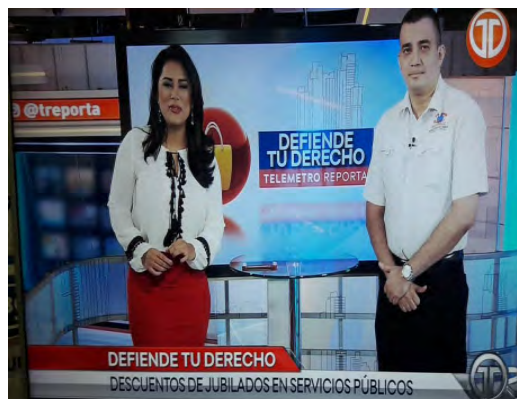 @treporta
DEFIENDE
TU DERECHO
TELEMETRO REPORTA
DEFIENDE TU DERECHO
DESCUENTOS DE JUBILADOS EN SERVICIOS PÚBLICOS